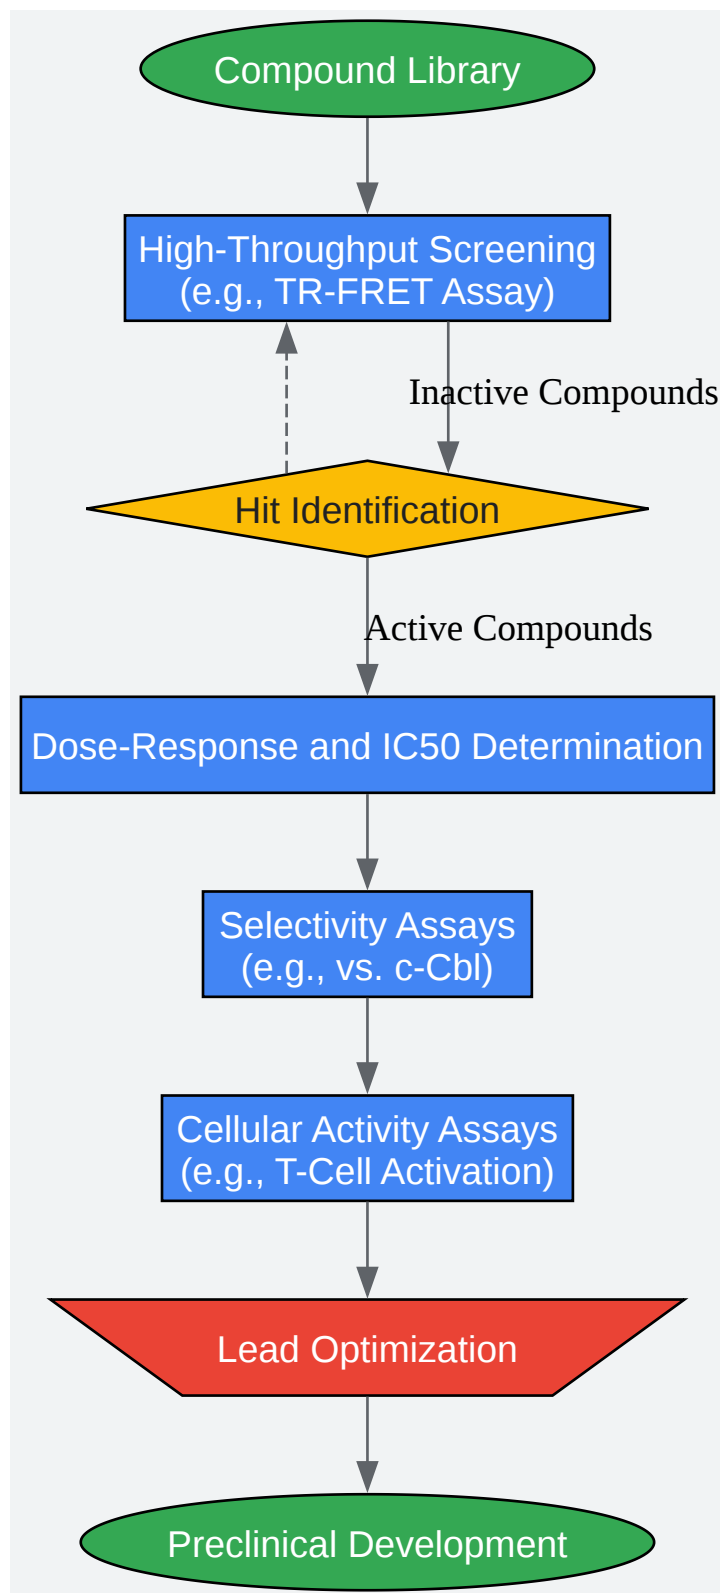 Compound Library
High-Throughput Screening
(e.g., TR-FRET Assay)
Inactive Compounds
Hit Identification
Active Compounds
Dose-Response and IC50 Determination
Selectivity Assays
(e.g., vs. c-Cbl)
Cellular Activity Assays
(e.g., T-Cell Activation)
Lead Optimization
Preclinical Development